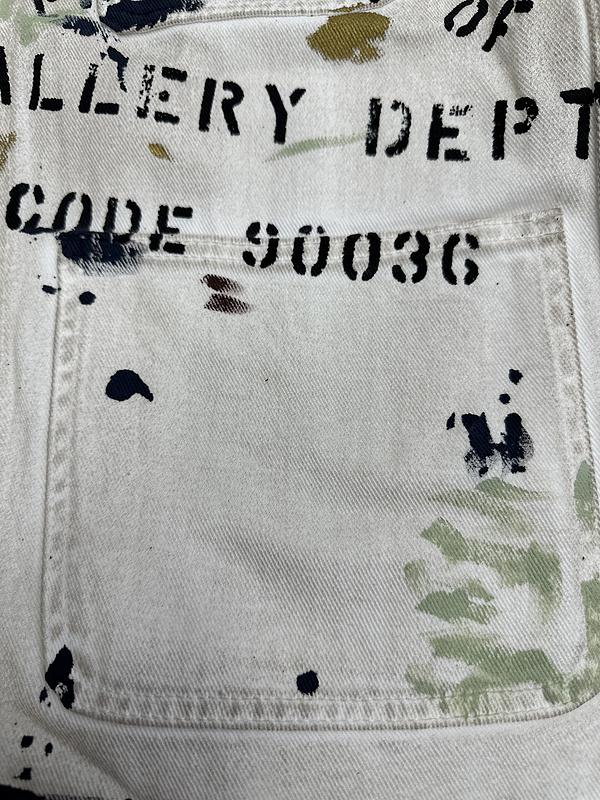 OF
ALLERY DEPT
CODE 90036